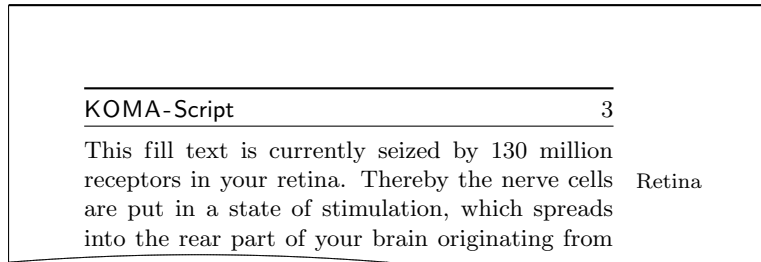 KOMA-Script 3
This fill text is currently seized by 130 million
receptors in your retina. Thereby the nerve cells Retina
are put in a state of stimulation, which spreads
into the rear part of your brain originating from